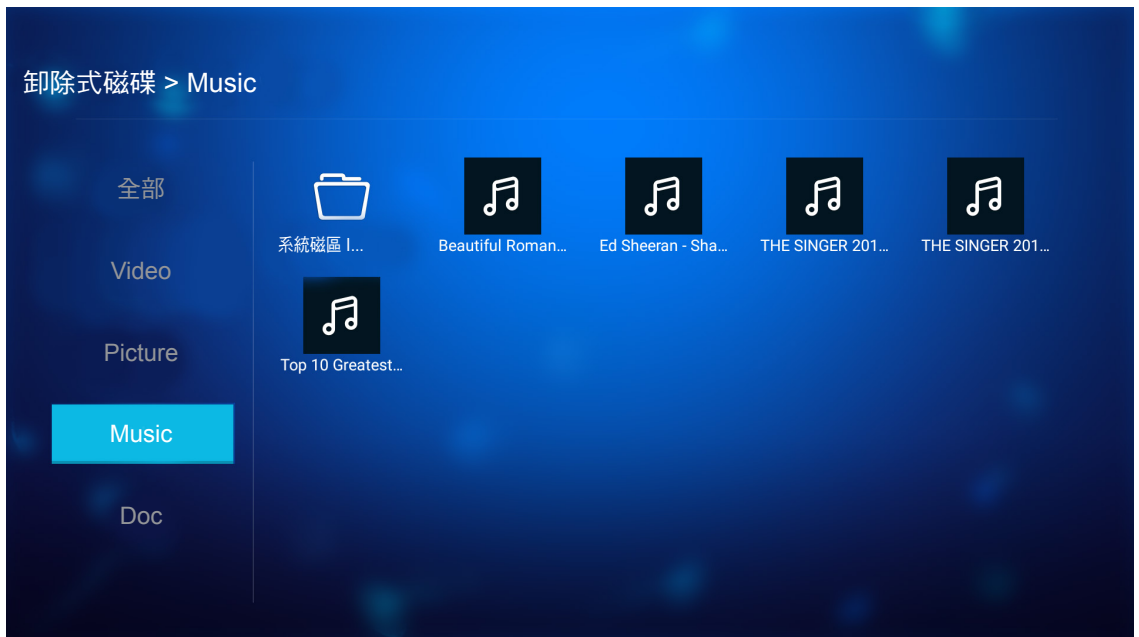 卸除式磁碟 > Music
全部
Video
Picture
Music
Doc
系統磁區 I...
Beautiful Roman...
Ed Sheeran - Sha...
THE SINGER 201...
THE SINGER 201...
Top 10 Greatest...